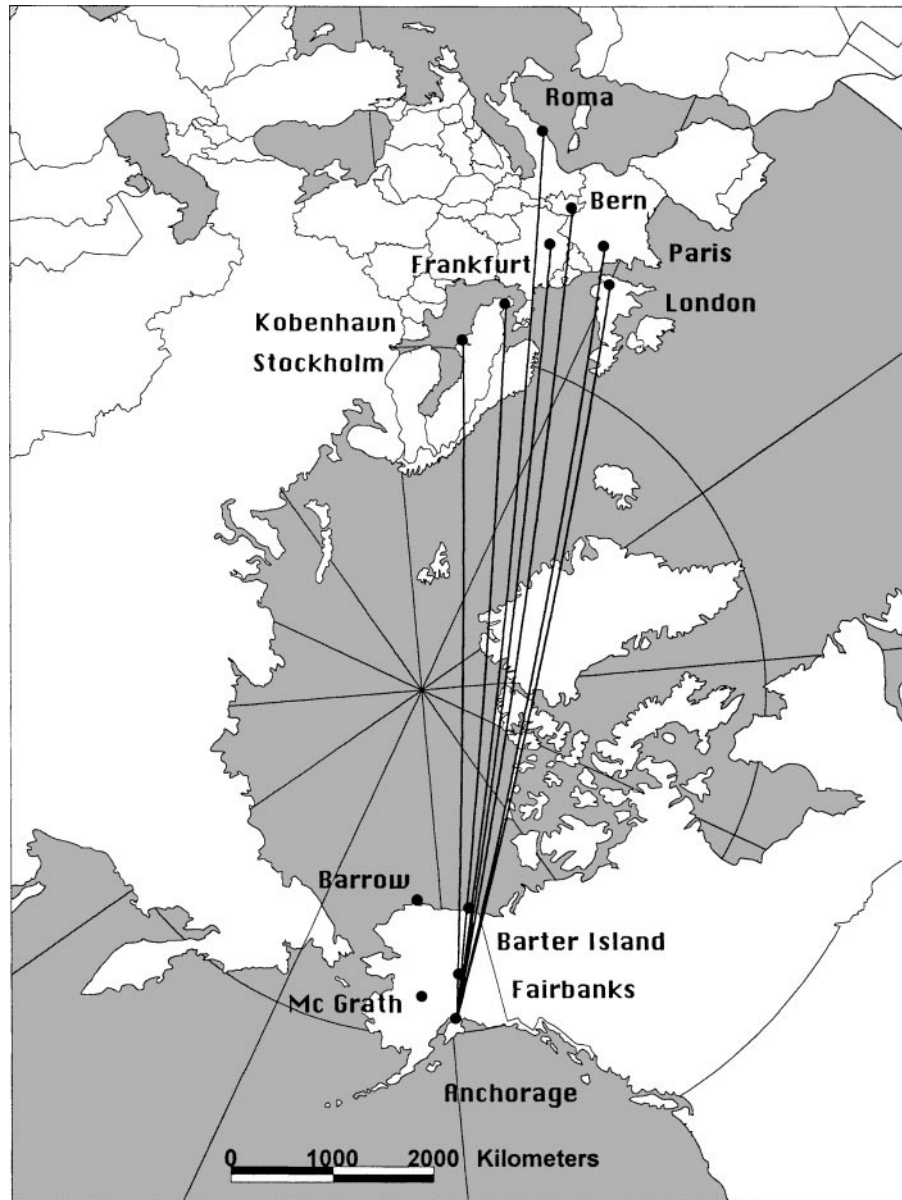 Roma
Bern
Paris
Frankfurt
London
Kobenhavn
Stockholm
Barrow
Barter Island
Fairbanks
Mc Grath
Anchorage
0 1000 2000 Kilometers